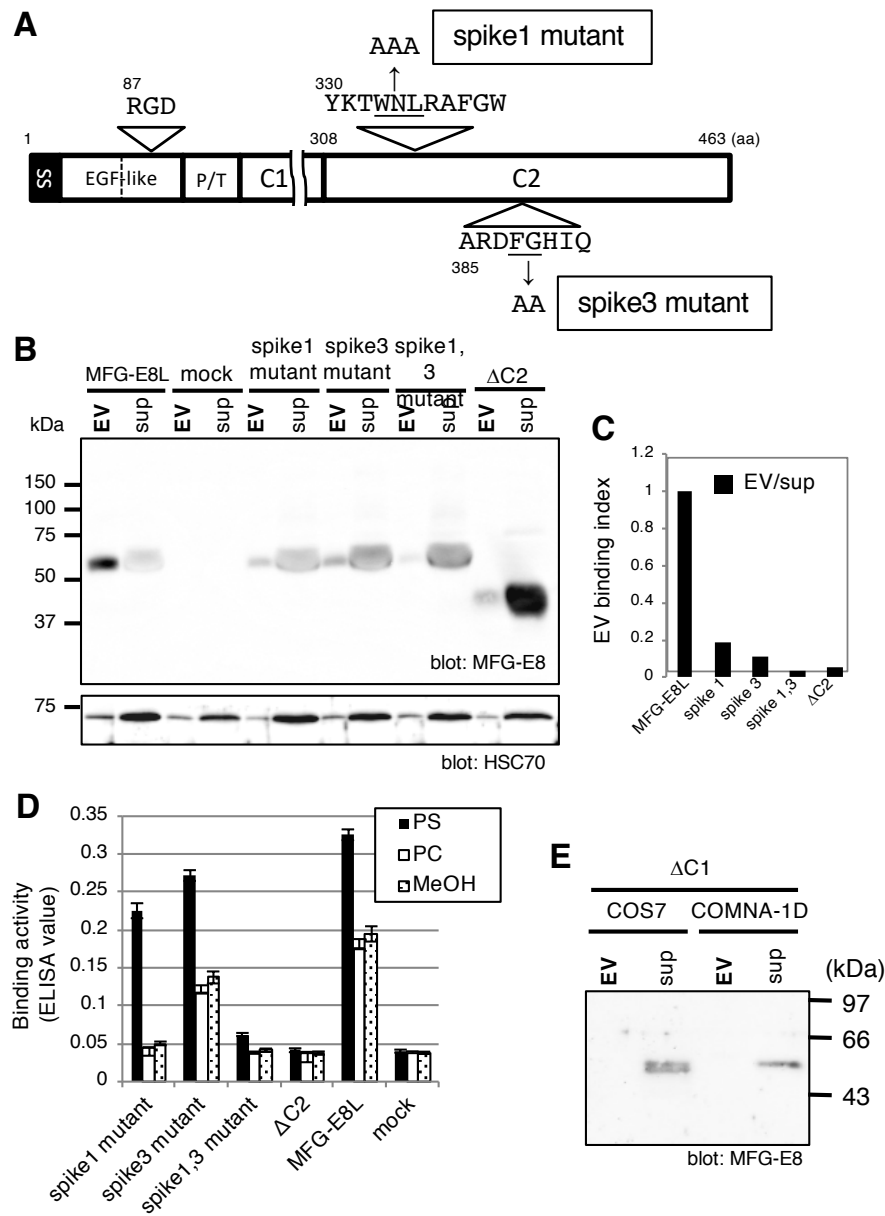 A
AAA
spike1 mutant
87
RGD
330
YKTWNLRAFGW
1
308
463 (aa)
SS
EGF-like
P/T
C1
C2
ARDFGHIQ
385
AA
spike3 mutant
B
MFG-E8L
mock
spike1 mutant
spike3 mutant
spike1, 3 mutant
ΔC2
kDa
EV sup EV sup EV sup EV sup EV sup EV sup
150
100
75
50
37
blot: MFG-E8
75
blot: HSC70
C
EV binding index
1.2
1
0.8
0.6
0.4
0.2
0
EV/sup
MFG-E8L
spike 1
spike 3
spike 1,3
ΔC2
D
Binding activity
(ELISA value)
0.35
0.3
0.25
0.2
0.15
0.1
0.05
0
PS
PC
MeOH
spike1 mutant
spike3 mutant
spike1,3 mutant
ΔC2
MFG-E8L
mock
E
ΔC1
COS7
COMNA-1D
EV sup EV sup
(kDa)
97
66
43
blot: MFG-E8